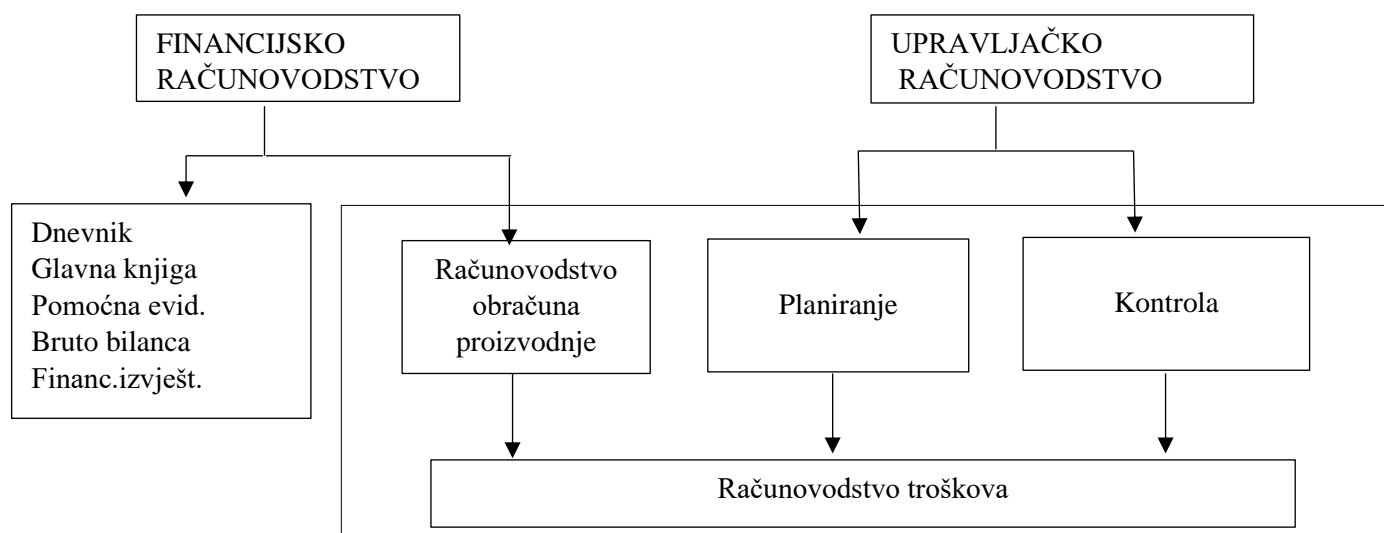 FINANCIJSKO
RAČUNOVODSTVO
UPRAVLJAČKO
RAČUNOVODSTVO
Dnevnik
Glavna knjiga
Pomoćna evid.
Bruto bilanca
Financ.izvješt.
Računovodstvo
obračuna
proizvodnje
Planiranje
Kontrola
Računovodstvo troškova